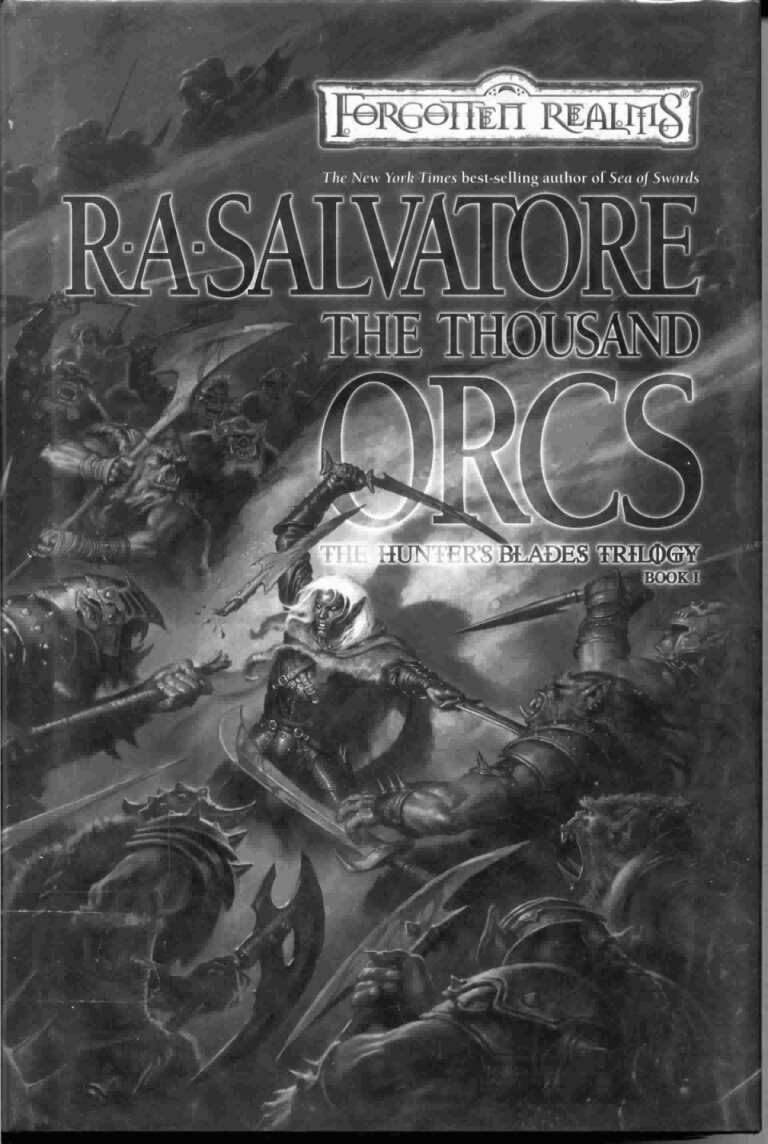 FORGOTTEN REALMS®
The New York Times best-selling author of Sea of Swords
R·A·SALVATORE
THE THOUSAND
ORCS
THE HUNTER'S BLADES TRILOGY
BOOK I